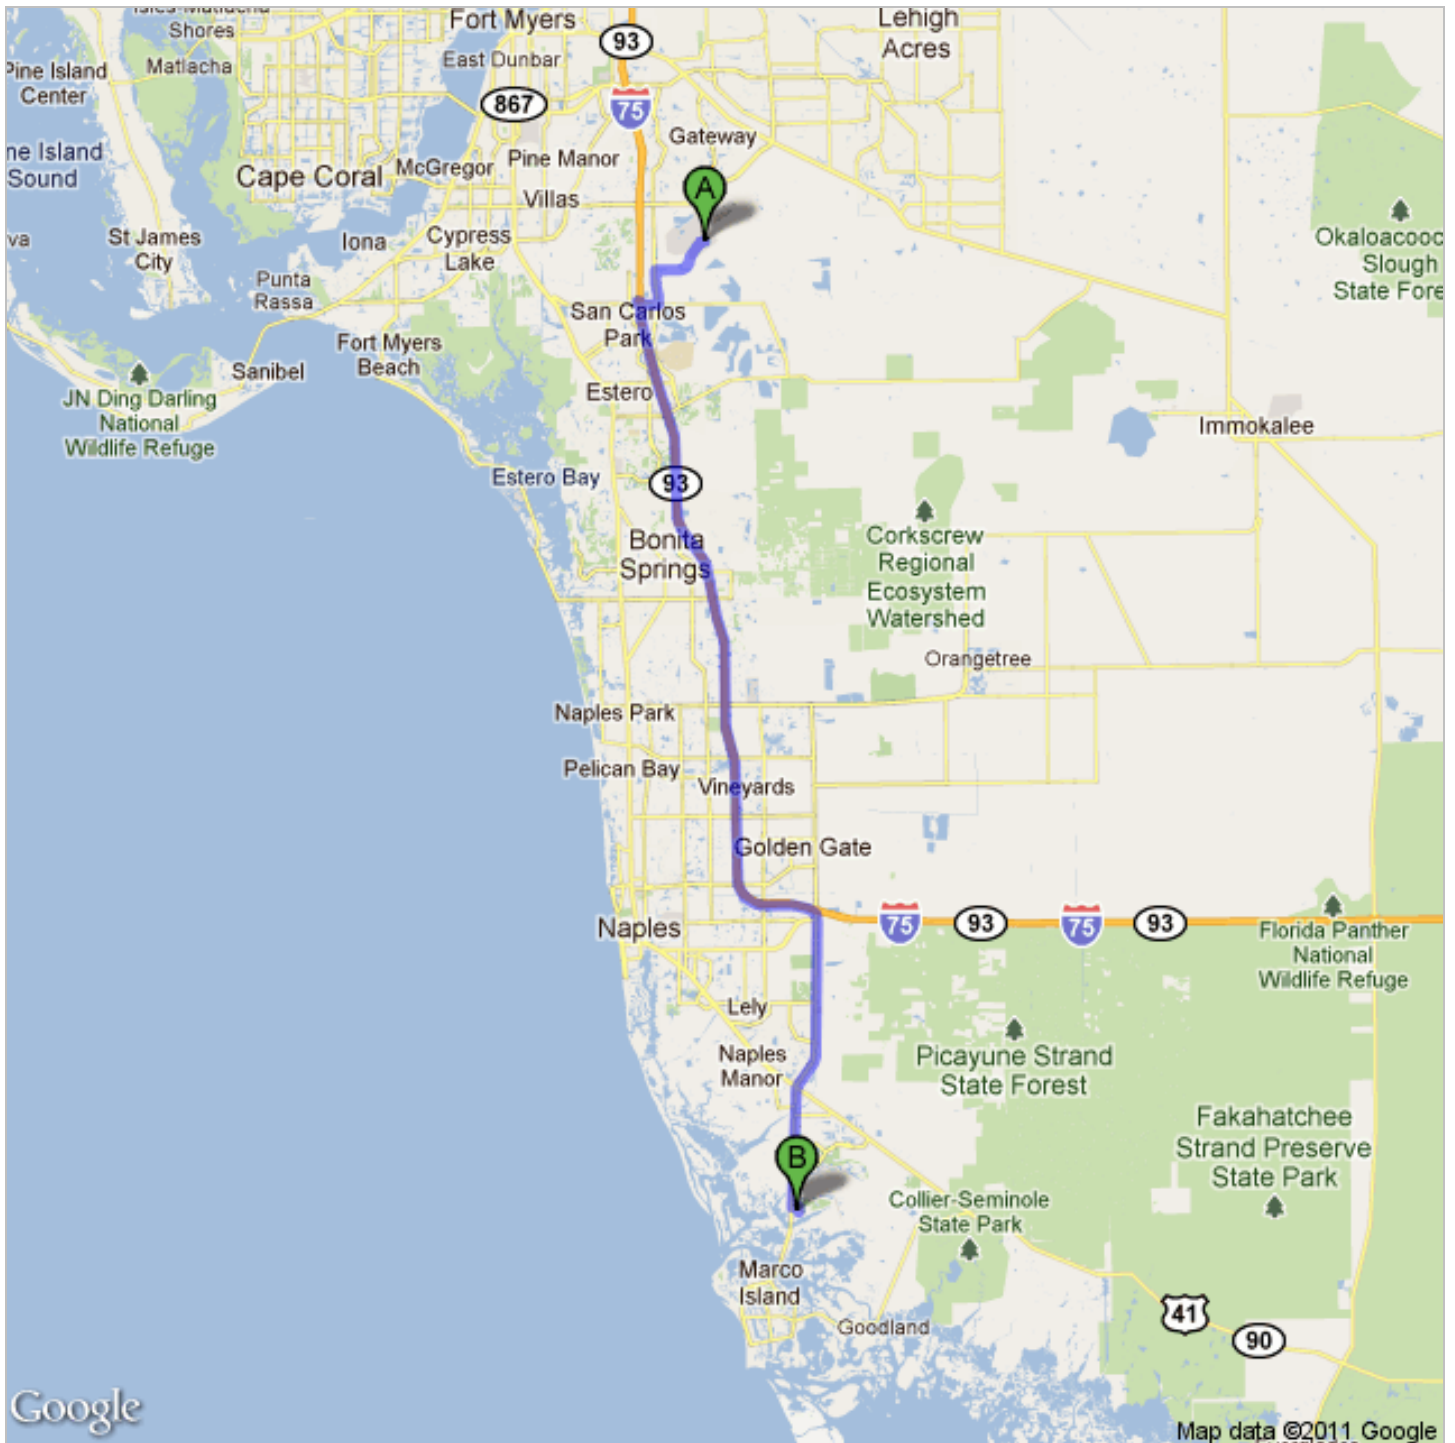 Shores
Fort Myers
93
Lehigh
Acres
East Dunbar
Matlacha
Pine Island
Center
867
75
Gateway
ne Island
Sound
Cape Coral
McGregor
Pine Manor
A
Villas
va
St James
City
Iona
Cypress
Lake
Okaloacooc
Slough
State Fore
Punta
Rassa
San Carlos
Park
Fort Myers
Beach
Sanibel
JN Ding Darling
National
Wildlife Refuge
Estero
Immokalee
Estero Bay
93
Corkscrew
Regional
Ecosystem
Watershed
Bonita
Springs
Orangetree
Naples Park
Pelican Bay
Vineyards
Golden Gate
Naples
75
93
75
93
Florida Panther
National
Wildlife Refuge
Lely
Naples
Manor
Picayune Strand
State Forest
Fakahatchee
Strand Preserve
State Park
B
Collier-Seminole
State Park
Marco
Island
Goodland
41
90
Google
Map data ©2011 Google